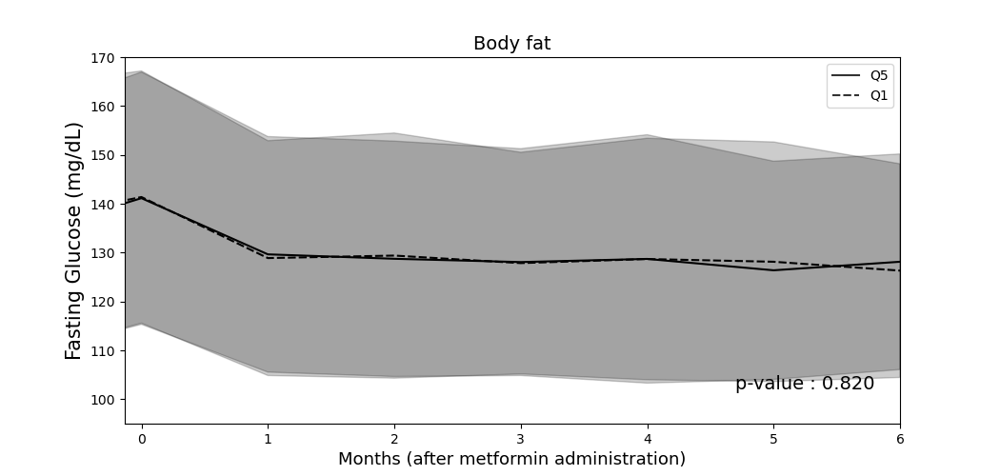 Body fat
Fasting Glucose (mg/dL)
170
160
150
140
130
120
110
100
Q5
Q1
p-value : 0.820
0 1 2 3 4 5 6
Months (after metformin administration)